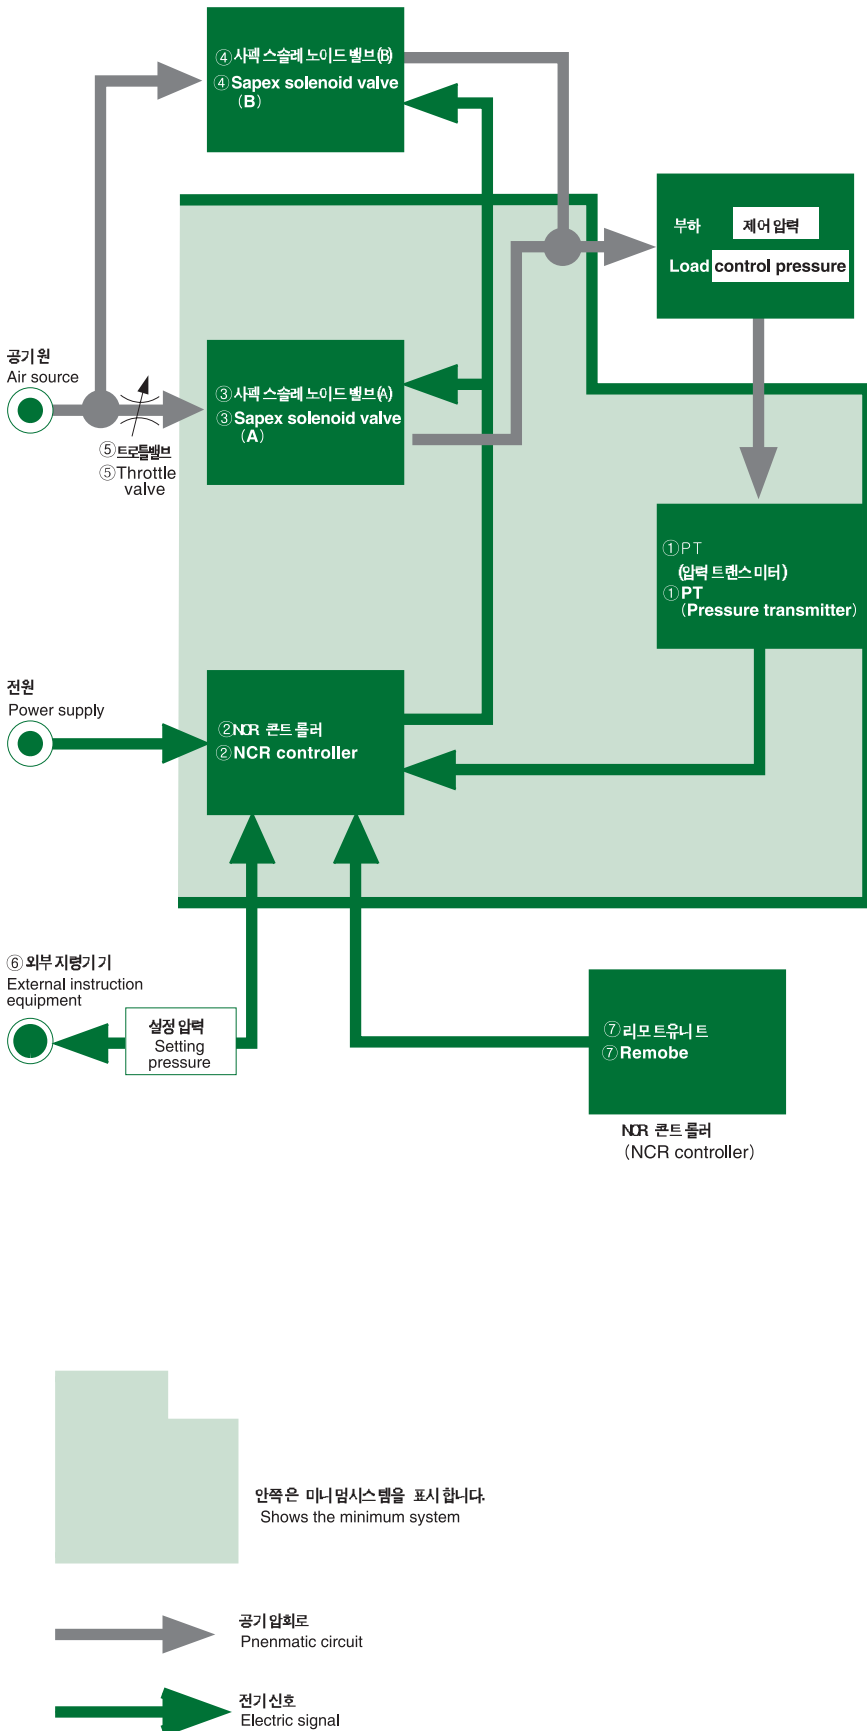 ④사펙 스솔레 노이드 밸브(B)
④Sapex solenoid valve
(B)
부하
제어 압력
Load
control pressure
공기 원
Air source
③사펙 스솔레 노이드 밸브(A)
③Sapex solenoid valve
(A)
⑤트로틀밸브
⑤Throttle
valve
①PT
(압력 트랜스 미터)
①PT
(Pressure transmitter)
전원
Power supply
②NCR 콘트 롤러
②NCR controller
⑥외부 지령기 기
External instruction
equipment
설정 압력
Setting
pressure
⑦리모 트유니 트
⑦Remobe
NCR 콘트 롤러
(NCR controller)
안쪽 은 미니 멈시스 템을 표시 합니다.
Shows the minimum system
공기 압회로
Pnenmatic circuit
전기 신호
Electric signal